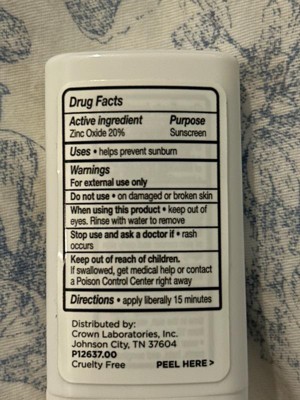 Drug Facts
Active ingredient Purpose
Zinc Oxide 20% Sunscreen
Uses • helps prevent sunburn
Warnings
For external use only
Do not use • on damaged or broken skin
When using this product • keep out of
eyes. Rinse with water to remove
Stop use and ask a doctor if • rash
occurs
Keep out of reach of children.
If swallowed, get medical help or contact
a Poison Control Center right away
Directions • apply liberally 15 minutes
Distributed by:
Crown Laboratories, Inc.
Johnson City, TN 37604
P12637.00
Cruelty Free PEEL HERE >